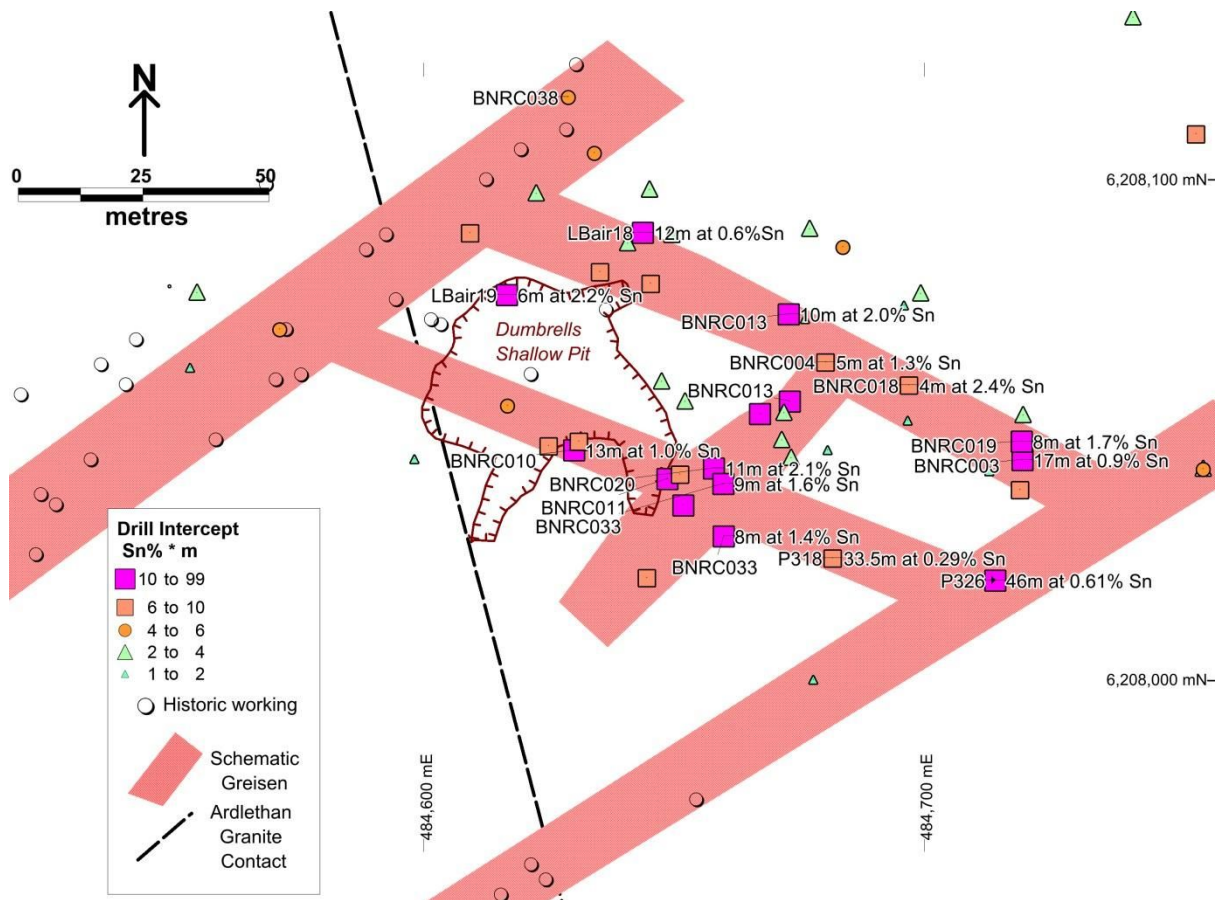 BNRC038
N
0 25 50
metres
6,208,100 mN
LBair18 12m at 0.6%Sn
LBair19 6m at 2.2% Sn
Dumbrells
Shallow Pit
BNRC013 10m at 2.0% Sn
BNRC004 5m at 1.3% Sn
BNRC018 4m at 2.4% Sn
BNRC013
BNRC019 8m at 1.7% Sn
BNRC003 17m at 0.9% Sn
BNRC010 13m at 1.0% Sn
BNRC020 11m at 2.1% Sn
BNRC011 9m at 1.6% Sn
BNRC033
8m at 1.4% Sn
BNRC033
P318 33.5m at 0.29% Sn
P326 46m at 0.61% Sn
6,208,000 mN
484,600 mE
484,700 mE
Drill Intercept
Sn% * m
10 to 99
6 to 10
4 to 6
2 to 4
1 to 2
Historic working
Schematic
Greisen
Ardlethan
Granite
Contact